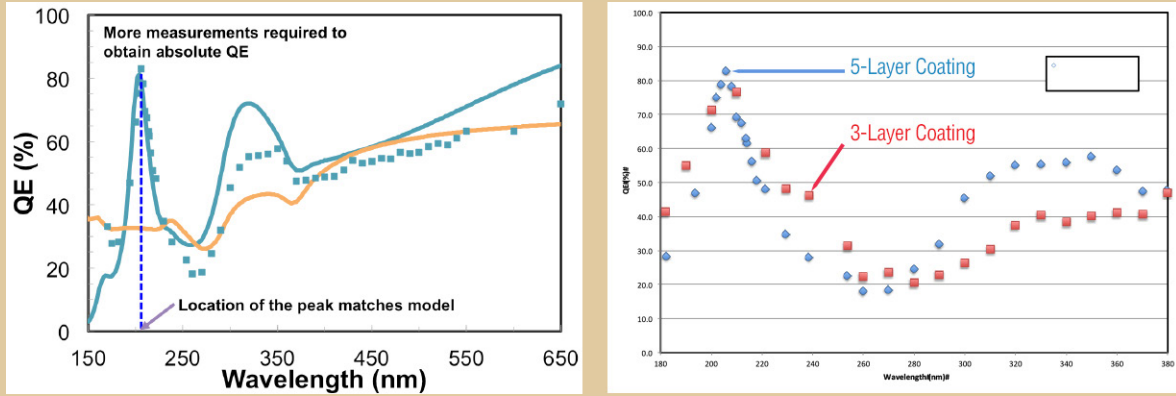 100
80
60
40
20
0
QE (%)
More measurements required to
obtain absolute QE
Location of the peak matches model
150 250 350 450 550 650
Wavelength (nm)
100.0
90.0
80.0
70.0
60.0
50.0
40.0
30.0
20.0
10.0
0.0
QE(%)#
5-Layer Coating
3-Layer Coating
180 200 220 240 260 280 300 320 340 360 380
Wavelength(nm)#